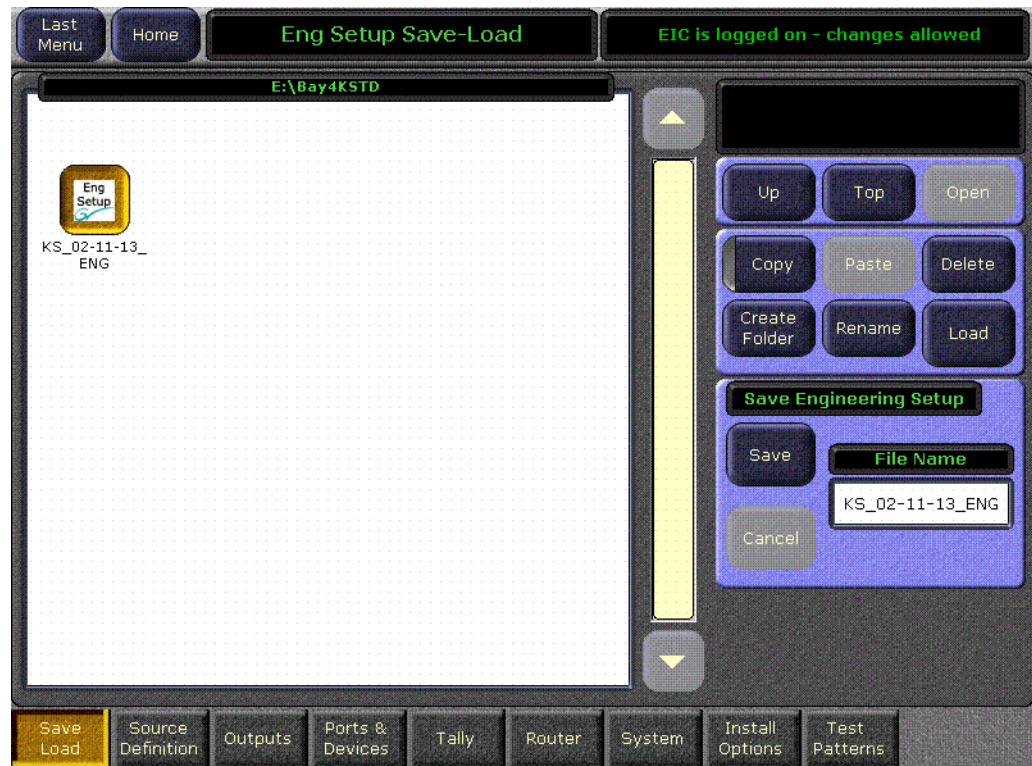 Last
Menu
Home
Eng Setup Save-Load
EIC is logged on - changes allowed
E:\Bay4KSTD
Eng
Setup
KS_02-11-13_
ENG
Up
Top
Open
Copy
Paste
Delete
Create
Folder
Rename
Load
Save Engineering Setup
Save
File Name
KS_02-11-13_ENG
Cancel
Save
Load
Source
Definition
Outputs
Ports &
Devices
Tally
Router
System
Install
Options
Test
Patterns